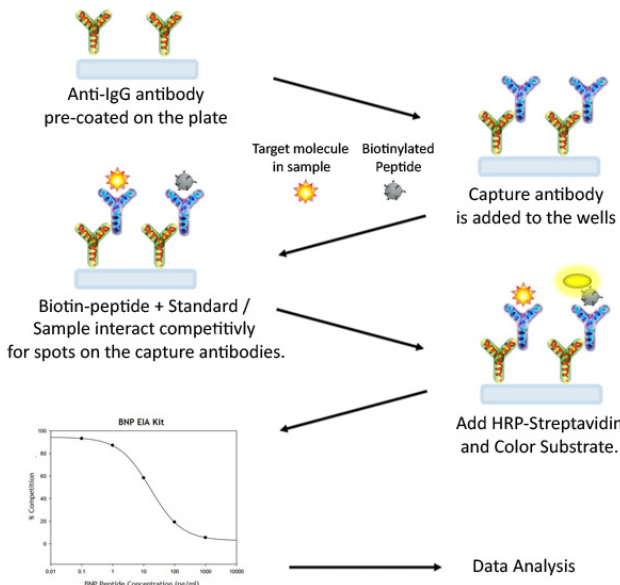 Anti-IgG antibody
pre-coated on the plate
Target molecule
in sample
Biotinylated
Peptide
Capture antibody
is added to the wells
Biotin-peptide + Standard /
Sample interact competitivly
for spots on the capture antibodies.
Add HRP-Streptavidin
and Color Substrate.
BNP EIA Kit
% Competition
100
80
60
40
20
0
0.01 0.1 1 10 100 1000 10000
BNP Peptide Concentration (pg/ml)
Data Analysis